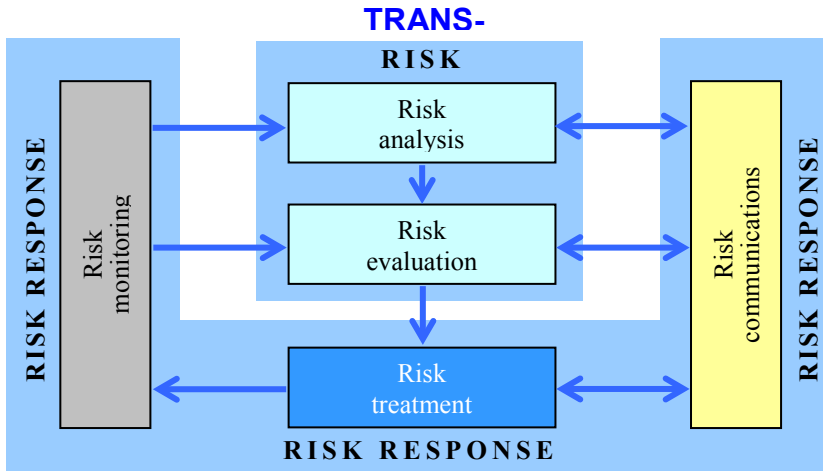 TRANS-
RISK
Risk
analysis
Risk
evaluation
Risk
treatment
RISK RESPONSE
RISK RESPONSE
Risk
monitoring
Risk
communications
RISK RESPONSE